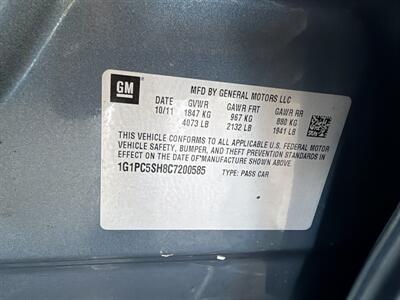 GM
MFD BY GENERAL MOTORS LLC
DATE GVWR GAWR FRT GAWR RR
10/11 1847 KG 967 KG 880 KG
4073 LB 2132 LB 1941 LB
THIS VEHICLE CONFORMS TO ALL APPLICABLE U.S. FEDERAL MOTOR
VEHICLE SAFETY, BUMPER, AND THEFT PREVENTION STANDARDS IN
EFFECT ON THE DATE OF MANUFACTURE SHOWN ABOVE.
1G1PC5SH8C7200585 TYPE: PASS CAR